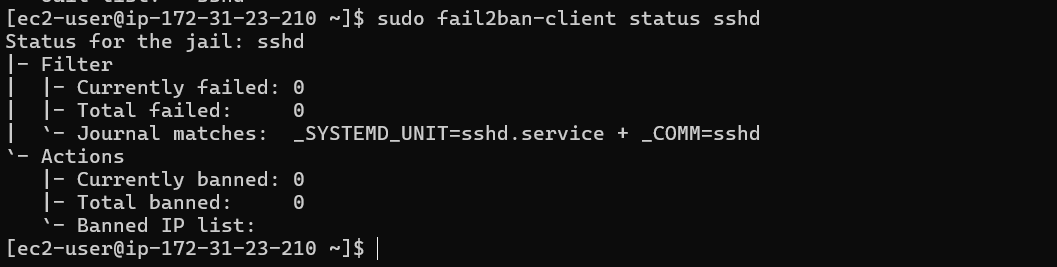 [ec2-user@ip-172-31-23-210 ~]$ sudo fail2ban-client status sshd
Status for the jail: sshd
|- Filter
|  |- Currently failed: 0
|  |- Total failed:     0
|  `- Journal matches:  _SYSTEMD_UNIT=sshd.service + _COMM=sshd
`- Actions
   |- Currently banned: 0
   |- Total banned:     0
   `- Banned IP list:
[ec2-user@ip-172-31-23-210 ~]$